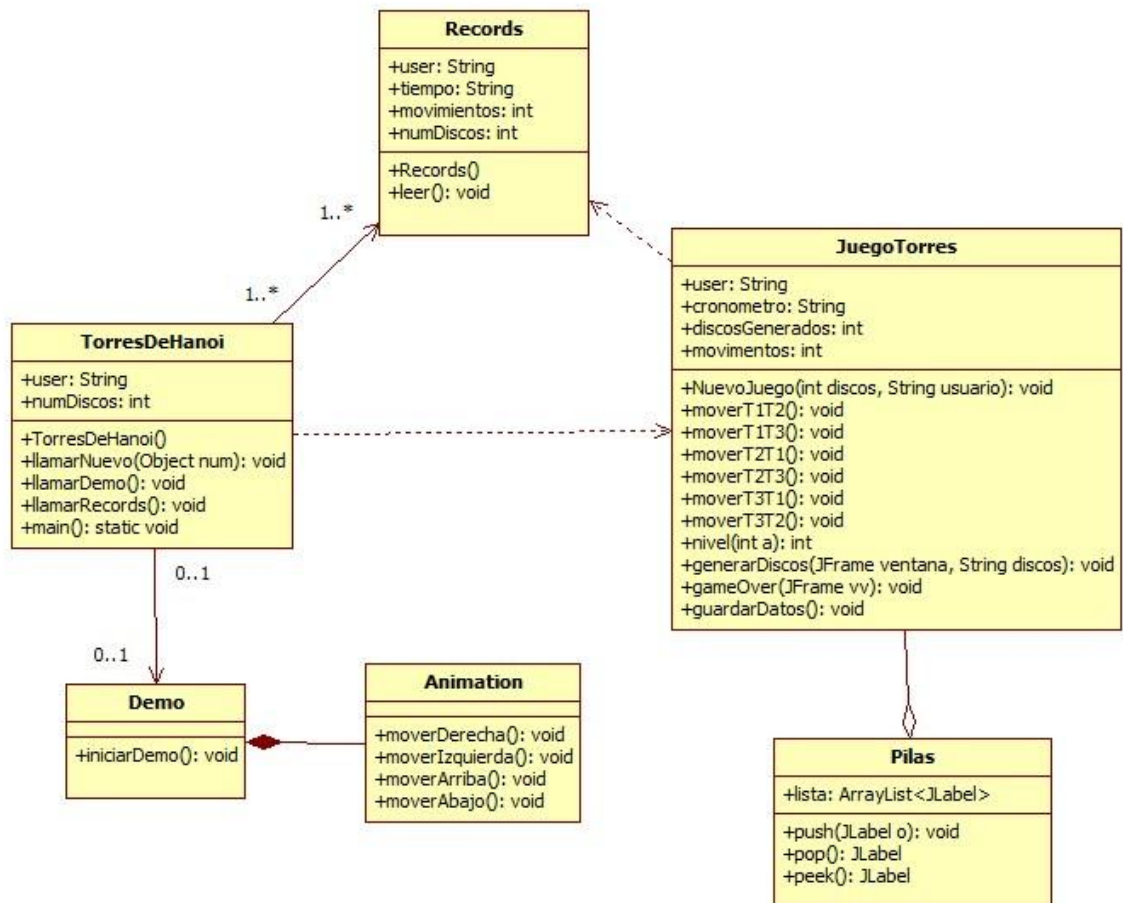 Records
+user: String
+tiempo: String
+movimientos: int
+numDiscos: int
+Records()
+leer(): void
1..*
1..*
TorresDeHanoi
+user: String
+numDiscos: int
+TorresDeHanoi()
+llamarNuevo(Object num): void
+llamarDemo(): void
+llamarRecords(): void
+main(): static void
JuegoTorres
+user: String
+cronometro: String
+discosGenerados: int
+movimentos: int
+NuevoJuego(int discos, String usuario): void
+moverT1T2(): void
+moverT1T3(): void
+moverT2T1(): void
+moverT2T3(): void
+moverT3T1(): void
+moverT3T2(): void
+nivel(int a): int
+generarDiscos(JFrame ventana, String discos): void
+gameOver(JFrame vv): void
+guardarDatos(): void
0..1
0..1
Demo
+iniciarDemo(): void
Animation
+moverDerecha(): void
+moverIzquierda(): void
+moverArriba(): void
+moverAbajo(): void
Pilas
+lista: ArrayList<JLabel>
+push(JLabel o): void
+pop(): JLabel
+peek(): JLabel